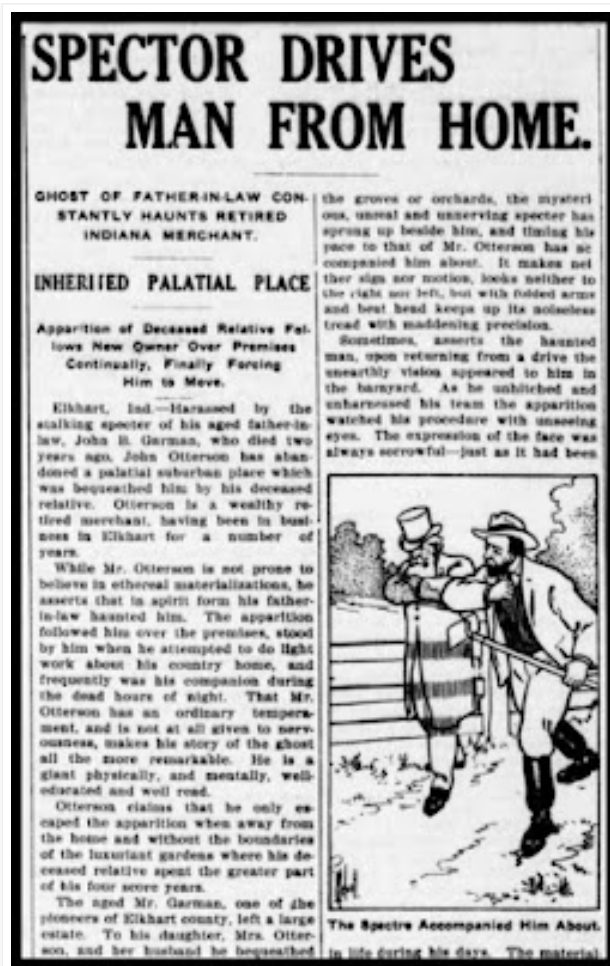 SPECTOR DRIVES
MAN FROM HOME.
GHOST OF FATHER-IN-LAW CON-
STANTLY HAUNTS RETIRED
INDIANA MERCHANT.
INHERITED PALATIAL PLACE
Apparition of Deceased Relative Fol-
lows New Owner Over Premises
Continually, Finally Forcing
Him to Move.
Elkhart, Ind.—Harassed by the
stalking specter of his aged father-in-
law, John B. Garman, who died two
years ago, John Otterson has aban-
doned a palatial suburban place which
was bequeathed him by his deceased
relative. Otterson is a wealthy re-
tired merchant, having been in busi-
ness in Elkhart for a number of
years.
While Mr. Otterson is not prone to
believe in ethereal materializations, he
asserts that in spirit form his father-
in-law haunted him. The apparition
followed him over the premises, stood
by him when he attempted to do light
work about his country home, and
frequently was his companion during
the dead hours of night. That Mr.
Otterson has an ordinary tempera-
ment, and is not at all given to nerv-
ousness, makes his story of the ghost
all the more remarkable. He is a
giant physically, and mentally, well-
educated and well read.
Otterson claims that he only es-
caped the apparition when away from
the home and without the boundaries
of the luxuriant gardens where his de-
ceased relative spent the greater part
of his four score years.
The aged Mr. Garman, one of the
pioneers of Elkhart county, left a large
estate. To his daughter, Mrs. Otter-
son, and her husband he bequeathed
the groves or orchards, the mysteri
ous, unreal and unnerving specter has
sprung up beside him, and timing his
pace to that of Mr. Otterson has ac
companied him about. It makes nei
ther sign nor motion, looks neither to
the right nor left, but with folded arms
and bent head keeps up its noiseless
tread with maddening precision.
Sometimes, asserts the haunted
man, upon returning from a drive the
unearthly vision appeared to him in
the barnyard. As he unhitched and
unharnessed his team the apparition
watched his procedure with unseeing
eyes. The expression of the face was
always sorrowful—just as it had been
The Spectre Accompanied Him About.
in life during his days. The material